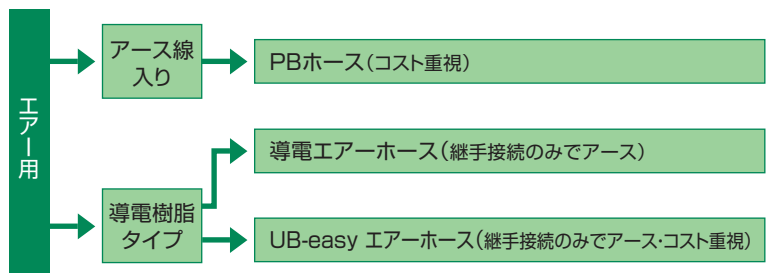 エアー用
アース線
入り
PBホース(コスト重視)
導電エアーホース(継手接続のみでアース)
導電樹脂
タイプ
UB-easy エアーホース(継手接続のみでアース・コスト重視)